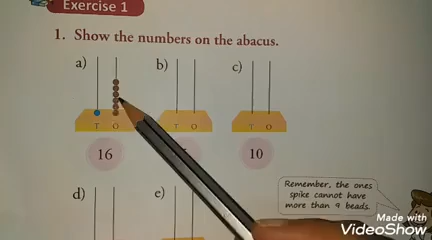 Exercise 1
1. Show the numbers on the abacus.
a) b) c)
T O T O T O
16 10
Remember, the ones
spike cannot have
more than 9 beads.
d) e)
Made With
VideoShow